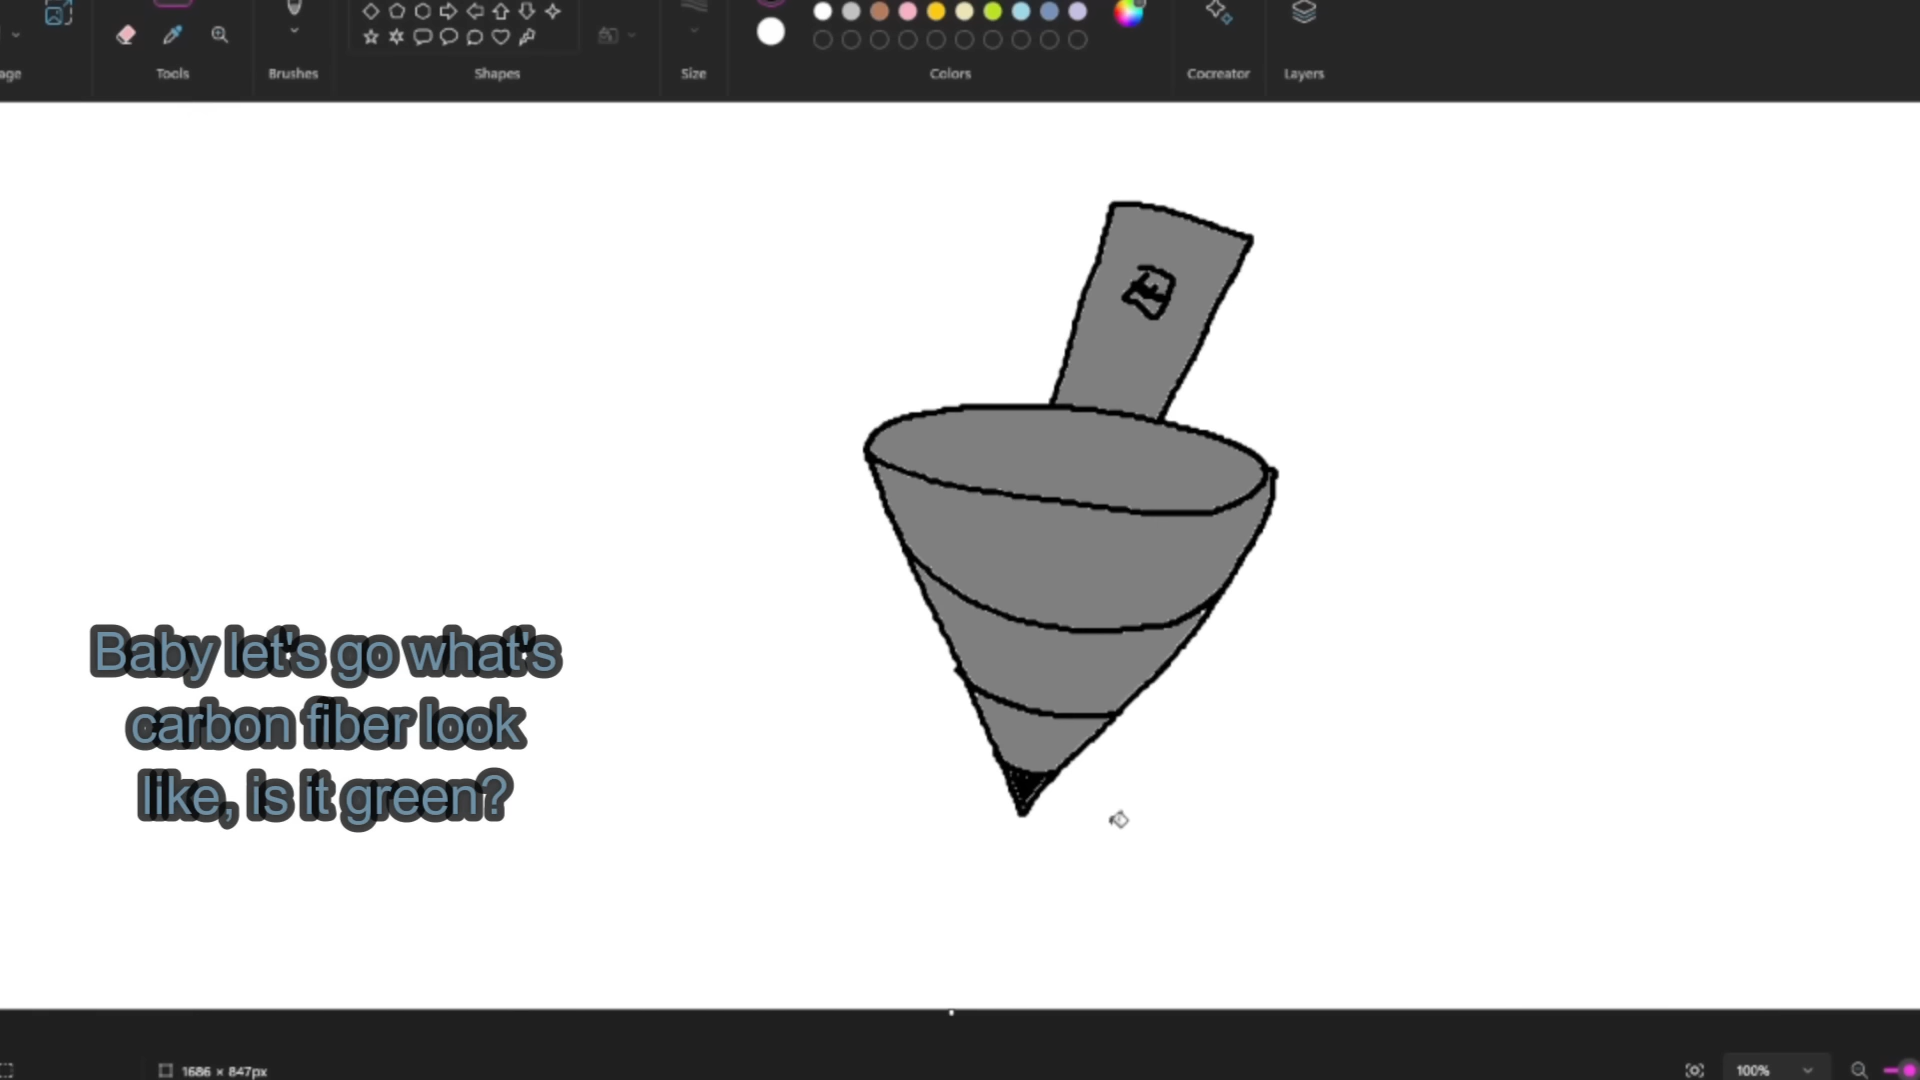 age
Tools
Brushes
Shapes
Size
Colors
Cocreator
Layers
Baby let's go what's
carbon fiber look
like, is it green?
1686 × 847px
100%